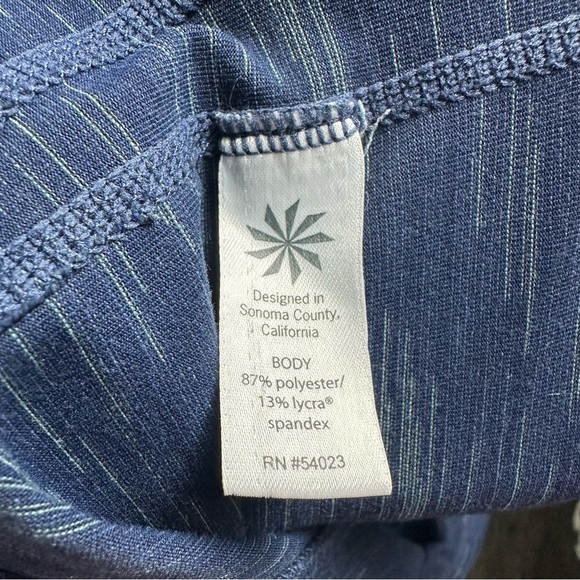 Designed in
Sonoma County,
California
BODY
87% polyester/
13% lycra®
spandex
RN #54023